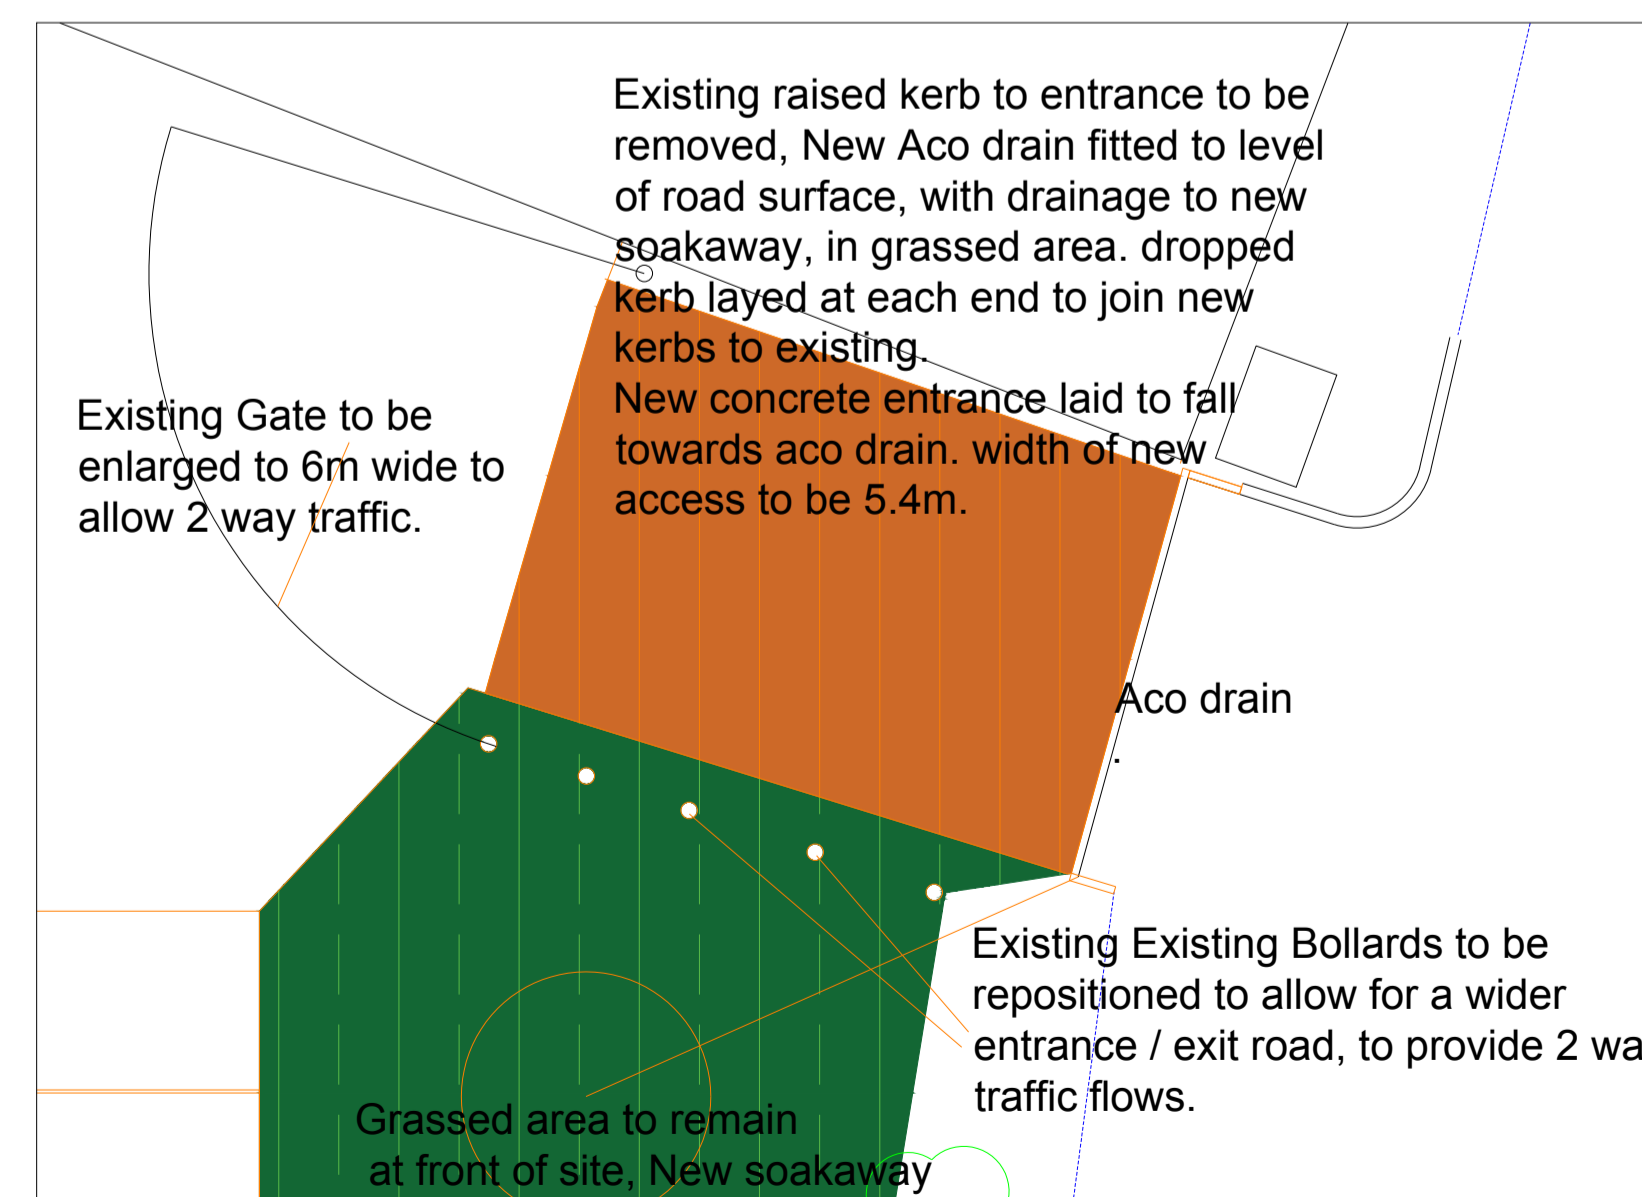 Existing raised kerb to entrance to be
removed, New Aco drain fitted to level
of road surface, with drainage to new
soakaway, in grassed area. dropped
kerb layed at each end to join new
kerbs to existing.
New concrete entrance laid to fall
towards aco drain. width of new
access to be 5.4m.
Existing Gate to be
enlarged to 6m wide to
allow 2 way traffic.
Aco drain
.
Existing Existing Bollards to be
repositioned to allow for a wider
entrance / exit road, to provide 2 wa
traffic flows.
Grassed area to remain
at front of site, New soakaway